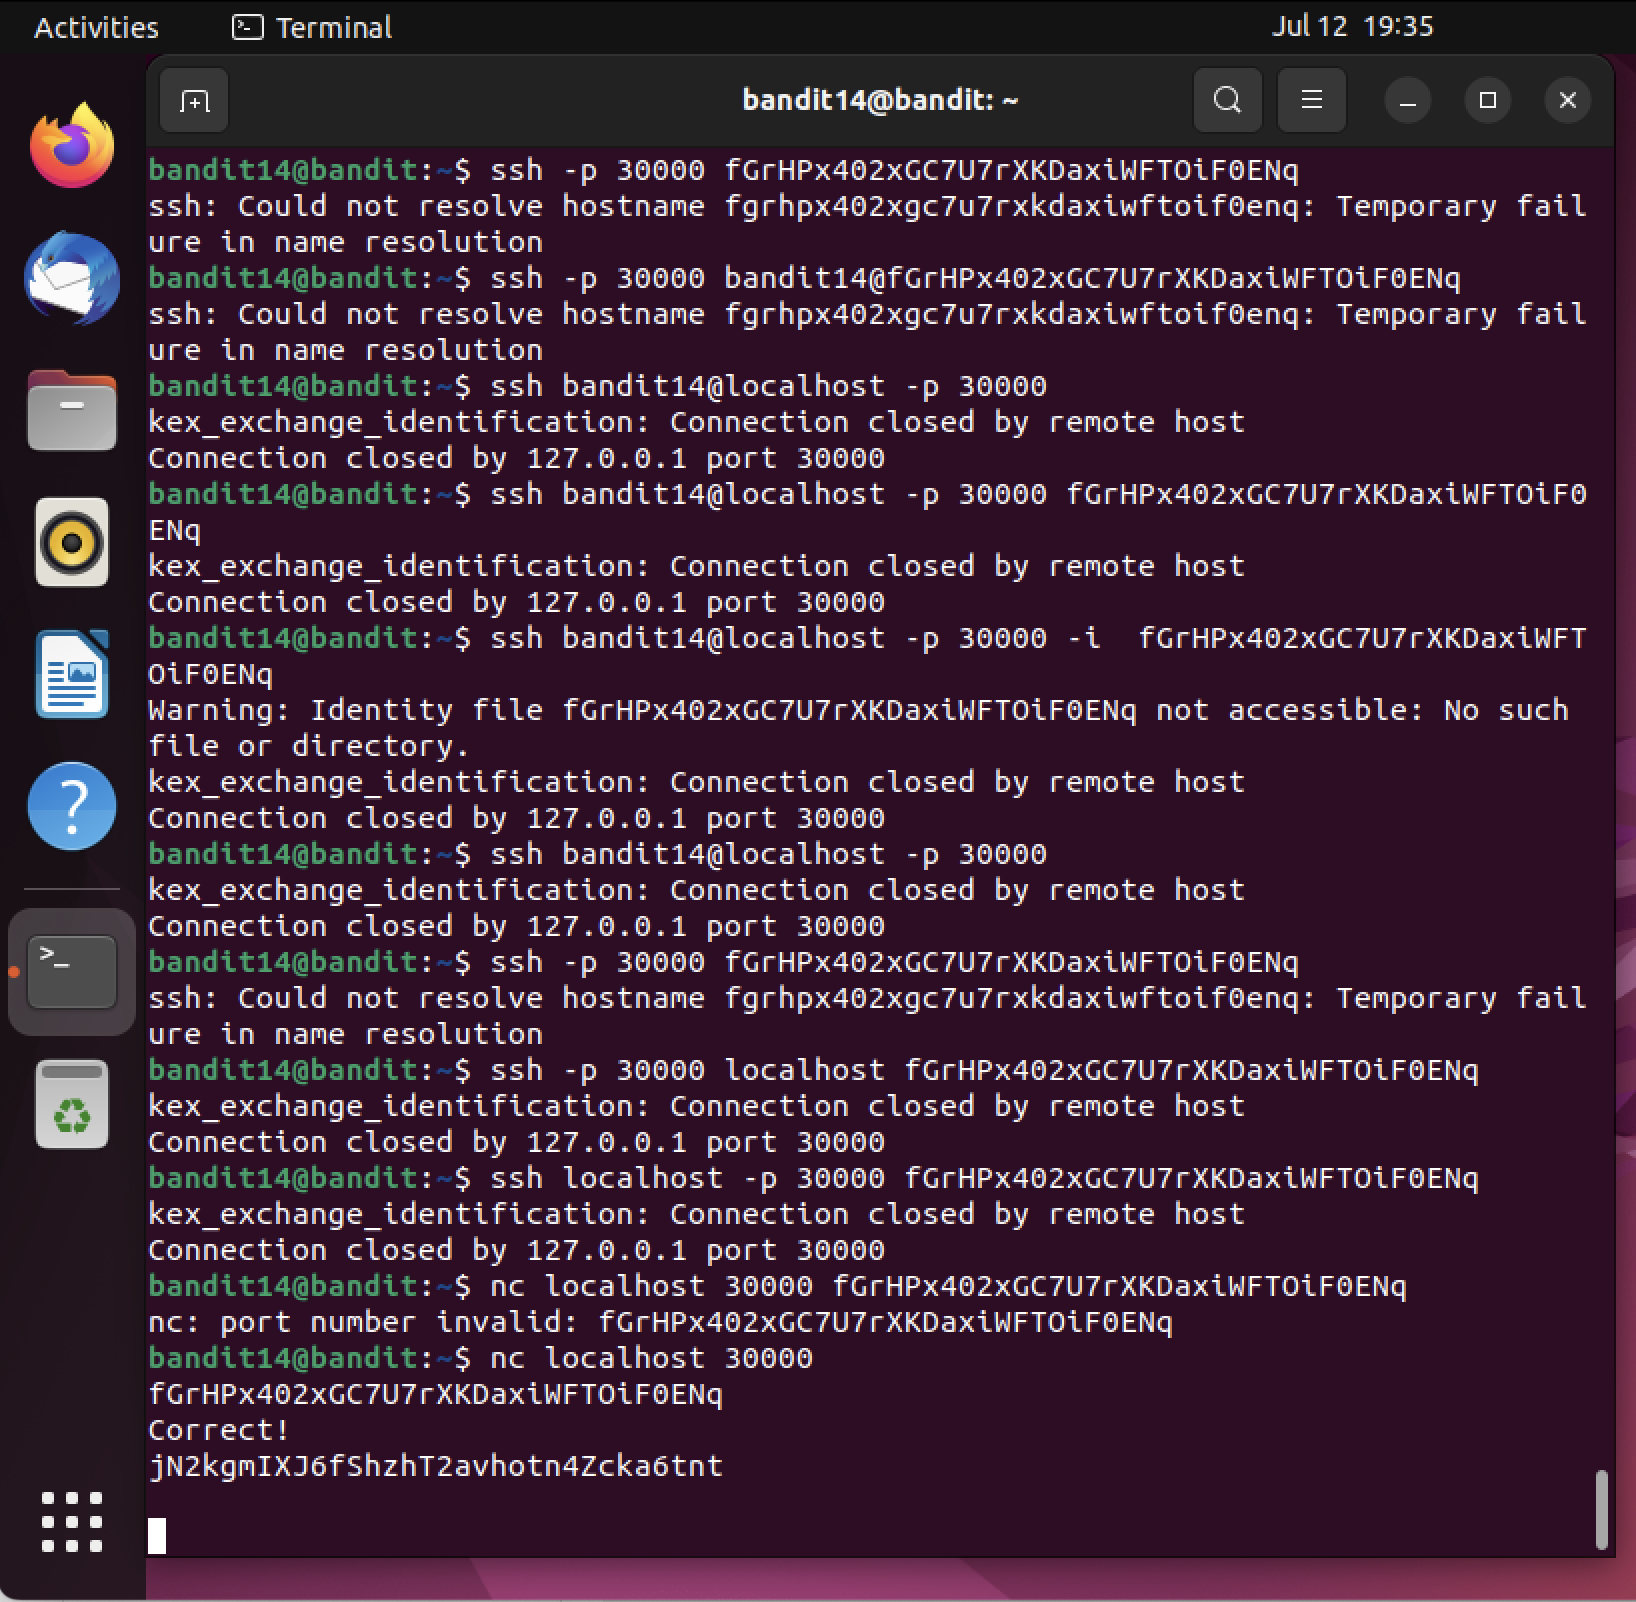 Activities
Terminal
Jul 12 19:35
bandit14@bandit: ~
bandit14@bandit:~$ ssh -p 30000 fGrHPx402xGC7U7rXKDaxiWFTOiF0ENq
ssh: Could not resolve hostname fgrhpx402xgc7u7rxkdaxiwftoif0enq: Temporary fail
ure in name resolution
bandit14@bandit:~$ ssh -p 30000 bandit14@fGrHPx402xGC7U7rXKDaxiWFTOiF0ENq
ssh: Could not resolve hostname fgrhpx402xgc7u7rxkdaxiwftoif0enq: Temporary fail
ure in name resolution
bandit14@bandit:~$ ssh bandit14@localhost -p 30000
kex_exchange_identification: Connection closed by remote host
Connection closed by 127.0.0.1 port 30000
bandit14@bandit:~$ ssh bandit14@localhost -p 30000 fGrHPx402xGC7U7rXKDaxiWFTOiF0
ENq
kex_exchange_identification: Connection closed by remote host
Connection closed by 127.0.0.1 port 30000
bandit14@bandit:~$ ssh bandit14@localhost -p 30000 -i  fGrHPx402xGC7U7rXKDaxiWFT
OiF0ENq
Warning: Identity file fGrHPx402xGC7U7rXKDaxiWFTOiF0ENq not accessible: No such
file or directory.
kex_exchange_identification: Connection closed by remote host
Connection closed by 127.0.0.1 port 30000
bandit14@bandit:~$ ssh bandit14@localhost -p 30000
kex_exchange_identification: Connection closed by remote host
Connection closed by 127.0.0.1 port 30000
bandit14@bandit:~$ ssh -p 30000 fGrHPx402xGC7U7rXKDaxiWFTOiF0ENq
ssh: Could not resolve hostname fgrhpx402xgc7u7rxkdaxiwftoif0enq: Temporary fail
ure in name resolution
bandit14@bandit:~$ ssh -p 30000 localhost fGrHPx402xGC7U7rXKDaxiWFTOiF0ENq
kex_exchange_identification: Connection closed by remote host
Connection closed by 127.0.0.1 port 30000
bandit14@bandit:~$ ssh localhost -p 30000 fGrHPx402xGC7U7rXKDaxiWFTOiF0ENq
kex_exchange_identification: Connection closed by remote host
Connection closed by 127.0.0.1 port 30000
bandit14@bandit:~$ nc localhost 30000 fGrHPx402xGC7U7rXKDaxiWFTOiF0ENq
nc: port number invalid: fGrHPx402xGC7U7rXKDaxiWFTOiF0ENq
bandit14@bandit:~$ nc localhost 30000
fGrHPx402xGC7U7rXKDaxiWFTOiF0ENq
Correct!
jN2kgmIXJ6fShzhT2avhotn4Zcka6tnt